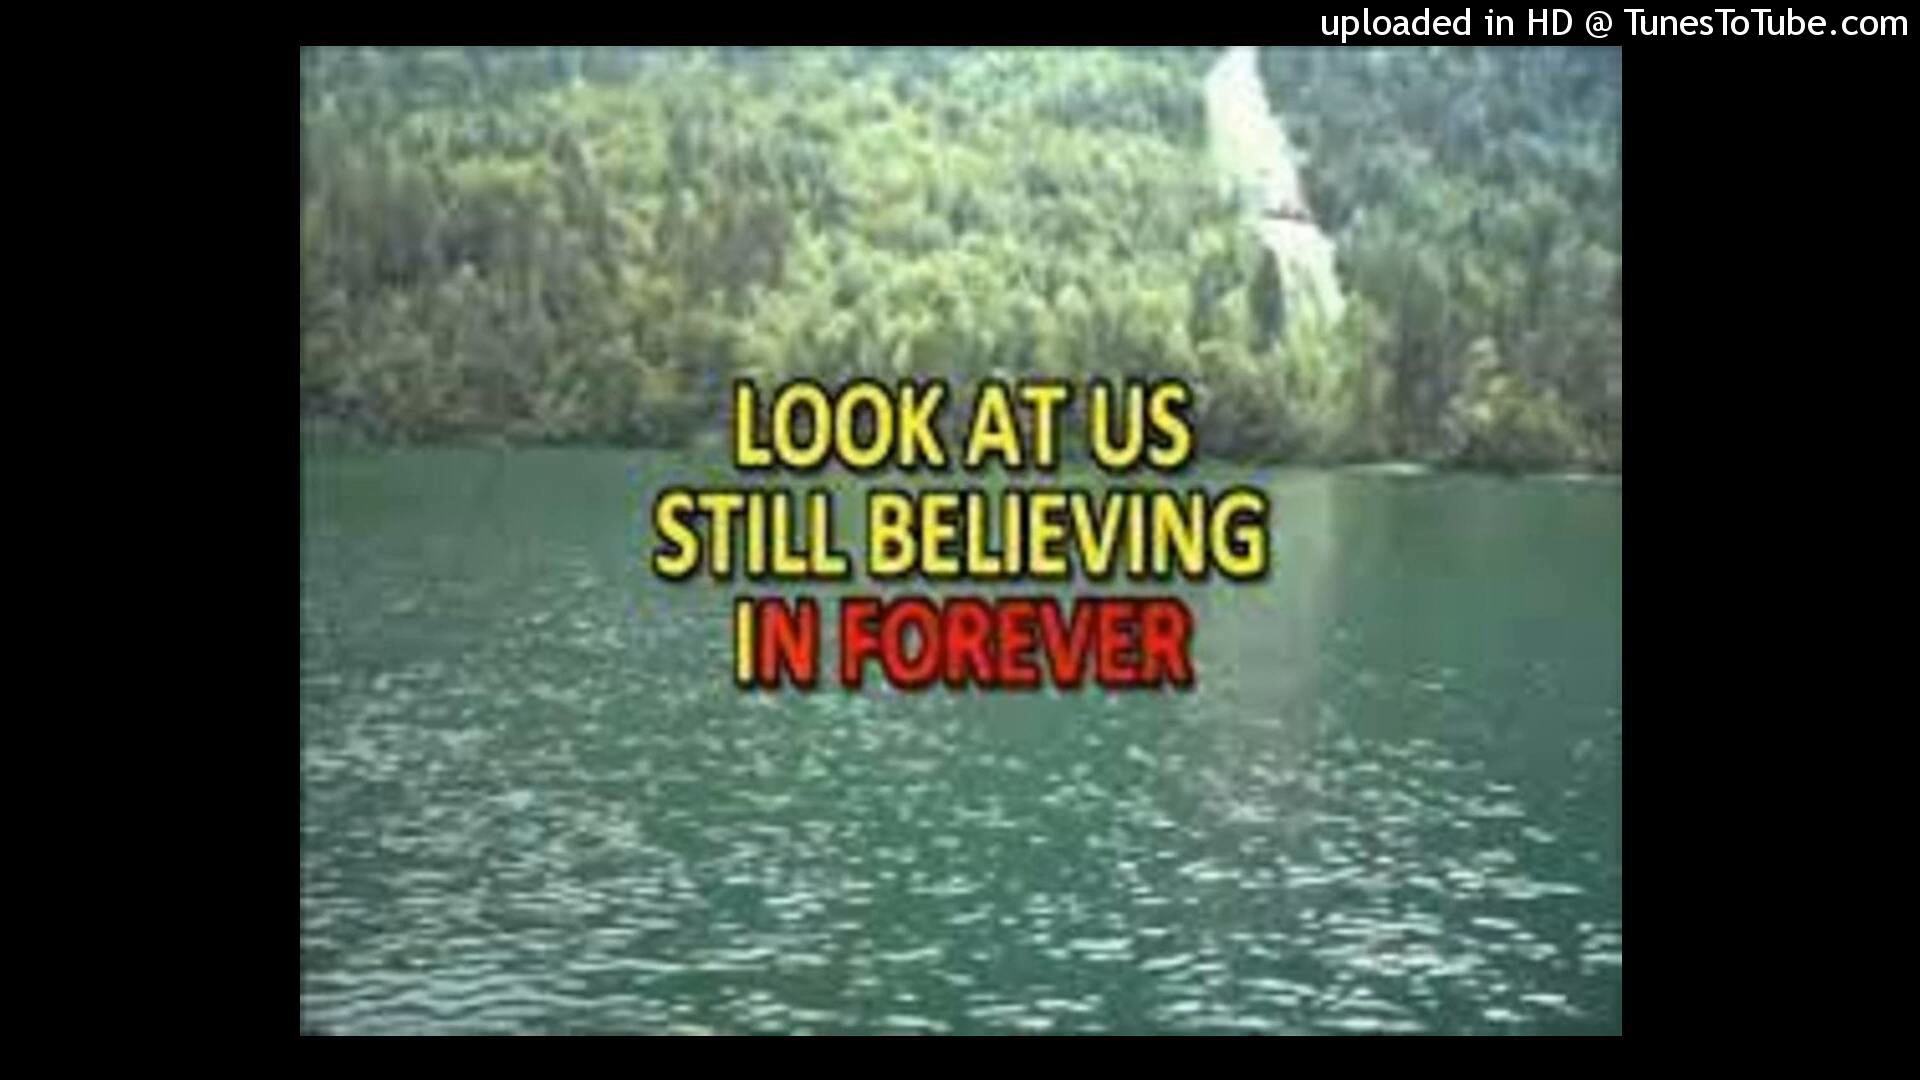 uploaded in HD @ TunesToTube.com
LOOK AT US
STILL BELIEVING
IN FOREVER